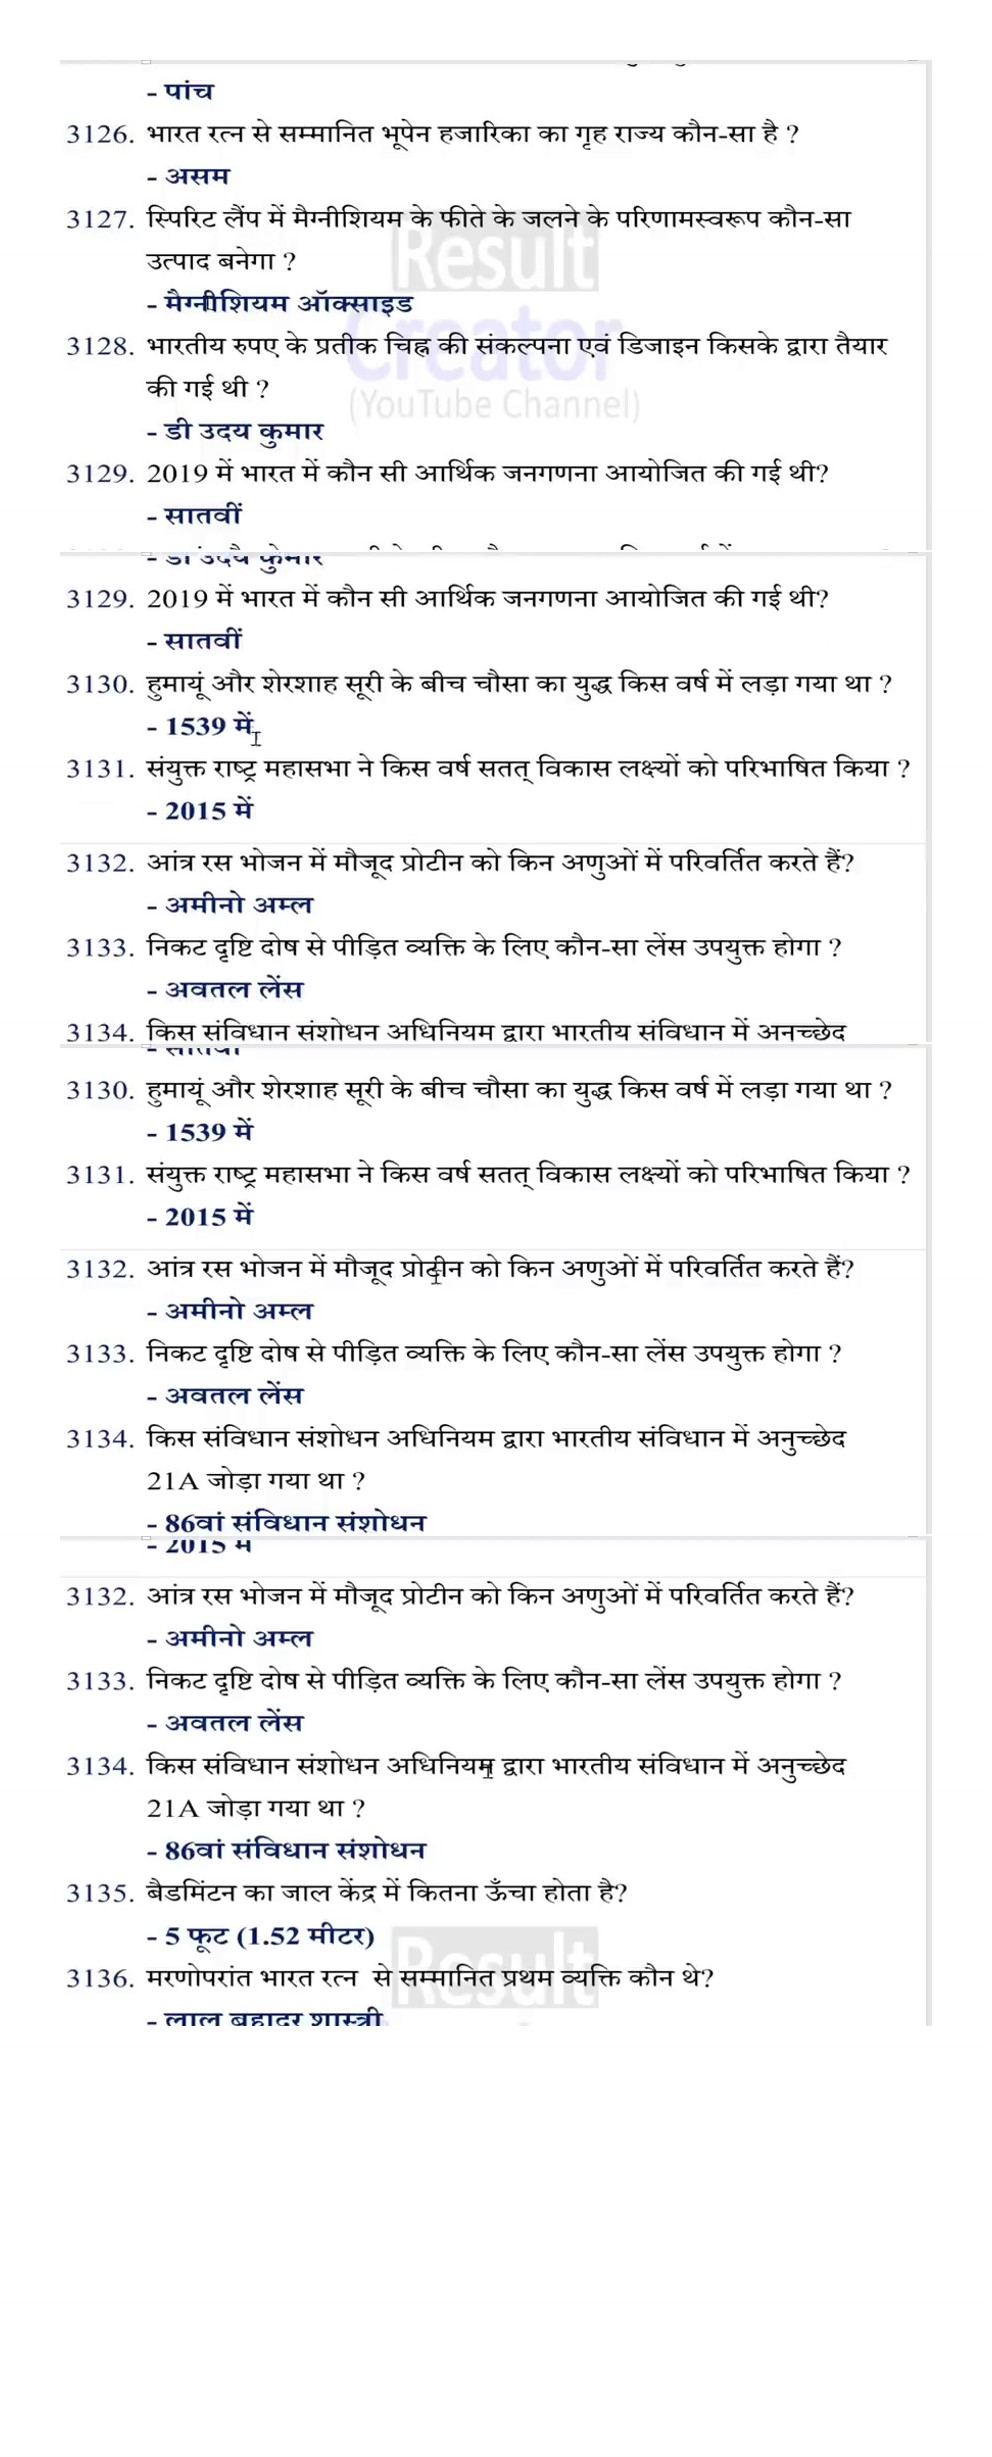 - पांच
3126. भारत रत्न से सम्मानित भूपेन हजारिका का गृह राज्य कौन-सा है ?
- असम
3127. स्पिरिट लैंप में मैग्नीशियम के फीते के जलने के परिणामस्वरूप कौन-सा
उत्पाद बनेगा ?
Result
- मैग्नीशियम ऑक्साइड
Creator
3128. भारतीय रुपए के प्रतीक चिह्न की संकल्पना एवं डिजाइन किसके द्वारा तैयार
की गई थी ?
(YouTube Channel)
- डी उदय कुमार
3129. 2019 में भारत में कौन सी आर्थिक जनगणना आयोजित की गई थी?
- सातवीं
- डी उदय कुमार
3129. 2019 में भारत में कौन सी आर्थिक जनगणना आयोजित की गई थी?
- सातवीं
3130. हुमायूं और शेरशाह सूरी के बीच चौसा का युद्ध किस वर्ष में लड़ा गया था ?
- 1539 में
3131. संयुक्त राष्ट्र महासभा ने किस वर्ष सतत् विकास लक्ष्यों को परिभाषित किया ?
- 2015 में
3132. आंत्र रस भोजन में मौजूद प्रोटीन को किन अणुओं में परिवर्तित करते हैं?
- अमीनो अम्ल
3133. निकट दृष्टि दोष से पीड़ित व्यक्ति के लिए कौन-सा लेंस उपयुक्त होगा ?
- अवतल लेंस
3134. किस संविधान संशोधन अधिनियम द्वारा भारतीय संविधान में अनुच्छेद
- सातवीं
3130. हुमायूं और शेरशाह सूरी के बीच चौसा का युद्ध किस वर्ष में लड़ा गया था ?
- 1539 में
3131. संयुक्त राष्ट्र महासभा ने किस वर्ष सतत् विकास लक्ष्यों को परिभाषित किया ?
- 2015 में
3132. आंत्र रस भोजन में मौजूद प्रोटीन को किन अणुओं में परिवर्तित करते हैं?
- अमीनो अम्ल
3133. निकट दृष्टि दोष से पीड़ित व्यक्ति के लिए कौन-सा लेंस उपयुक्त होगा ?
- अवतल लेंस
3134. किस संविधान संशोधन अधिनियम द्वारा भारतीय संविधान में अनुच्छेद
21A जोड़ा गया था ?
- 86वां संविधान संशोधन
- 2015 में
3132. आंत्र रस भोजन में मौजूद प्रोटीन को किन अणुओं में परिवर्तित करते हैं?
- अमीनो अम्ल
3133. निकट दृष्टि दोष से पीड़ित व्यक्ति के लिए कौन-सा लेंस उपयुक्त होगा ?
- अवतल लेंस
3134. किस संविधान संशोधन अधिनियम द्वारा भारतीय संविधान में अनुच्छेद
21A जोड़ा गया था ?
- 86वां संविधान संशोधन
3135. बैडमिंटन का जाल केंद्र में कितना ऊँचा होता है?
- 5 फूट (1.52 मीटर)
Result
3136. मरणोपरांत भारत रत्न से सम्मानित प्रथम व्यक्ति कौन थे?
- लाल बहादुर शास्त्री